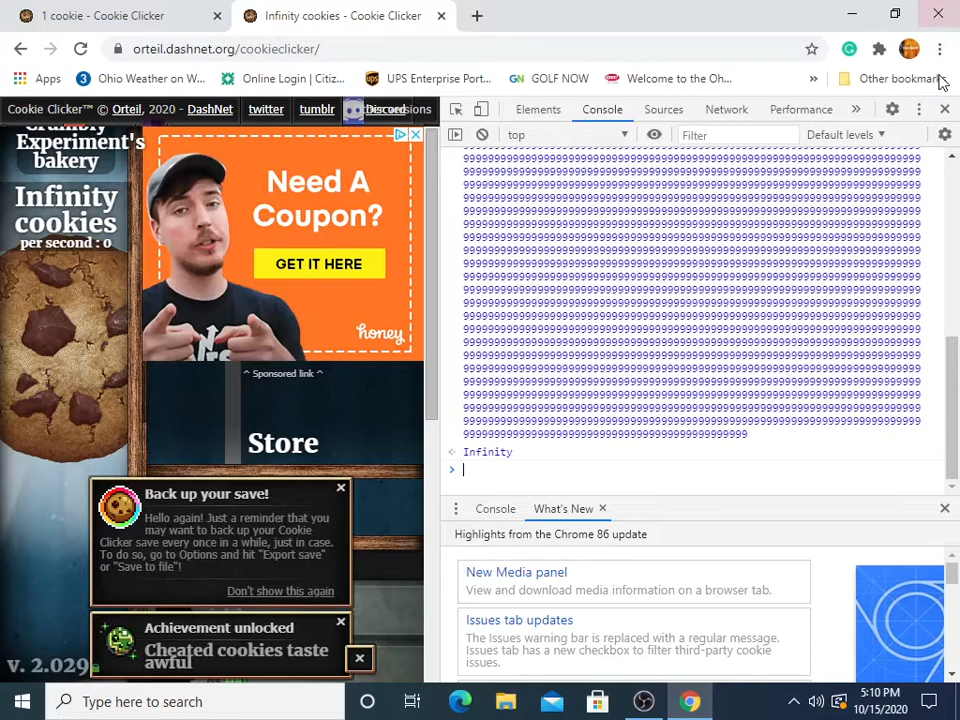 1 cookie - Cookie Clicker
Infinity cookies - Cookie Clicker
orteil.dashnet.org/cookieclicker/
Apps
Ohio Weather on W...
Online Login | Citiz...
UPS Enterprise Port...
GN GOLF NOW
Welcome to the Oh...
»
Other bookmark
Cookie Clicker™ © Orteil, 2020 - DashNet
twitter
tumblr
Discord
Elements
Console
Sources
Network
Performance
»
top
Filter
Default levels
Experiment's
bakery
Infinity
cookies
per second : 0
Need A
Coupon?
GET IT HERE
honey
^ Sponsored link ^
Store
Infinity
Back up your save!
Hello again! Just a reminder that you
may want to back up your Cookie
Clicker save every once in a while, just in case.
To do so, go to Options and hit "Export save"
or "Save to file"!
Don't show this again
Achievement unlocked
Cheated cookies taste
awful
v. 2.029
Console
What's New
Highlights from the Chrome 86 update
New Media panel
View and download media information on a browser tab.
Issues tab updates
The Issues warning bar is replaced with a regular message.
Issues tab has a new checkbox to filter third-party cookie
issues.
Type here to search
5:10 PM
10/15/2020